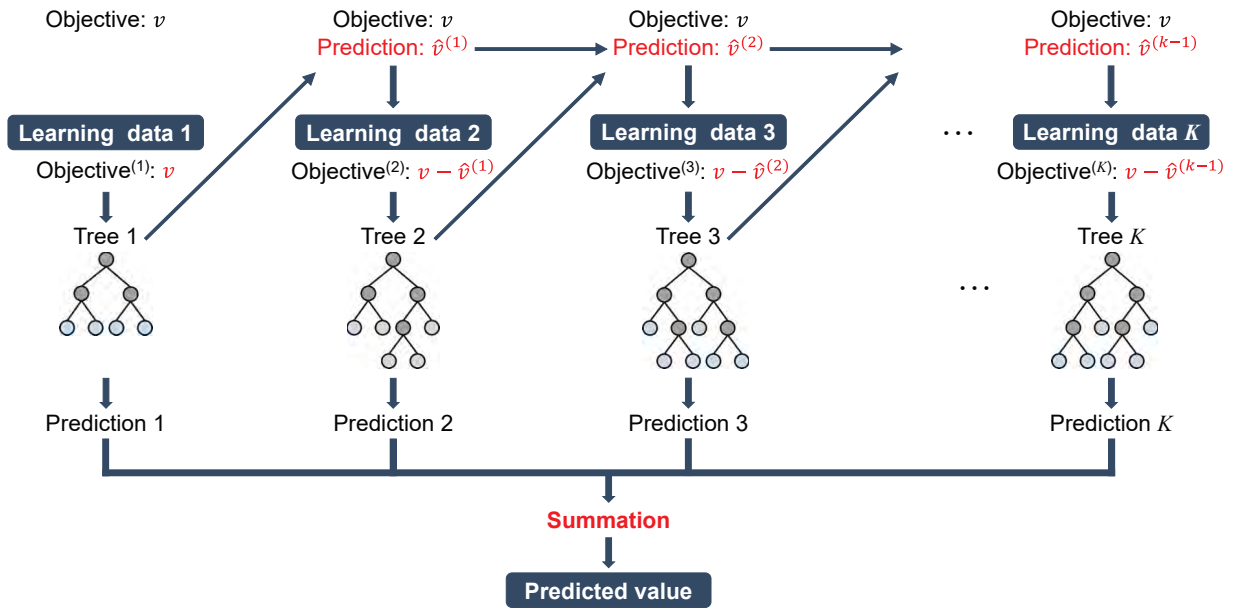 Objective: v
Objective: v
Objective: v
Objective: v
Prediction: v̂⁽¹⁾
Prediction: v̂⁽²⁾
Prediction: v̂⁽ᵏ⁻¹⁾
Learning data 1
Learning data 2
Learning data 3
...
Learning data K
Objective⁽¹⁾: v
Objective⁽²⁾: v − v̂⁽¹⁾
Objective⁽³⁾: v − v̂⁽²⁾
Objective⁽ᴷ⁾: v − v̂⁽ᵏ⁻¹⁾
Tree 1
Tree 2
Tree 3
Tree K
...
Prediction 1
Prediction 2
Prediction 3
Prediction K
Summation
Predicted value